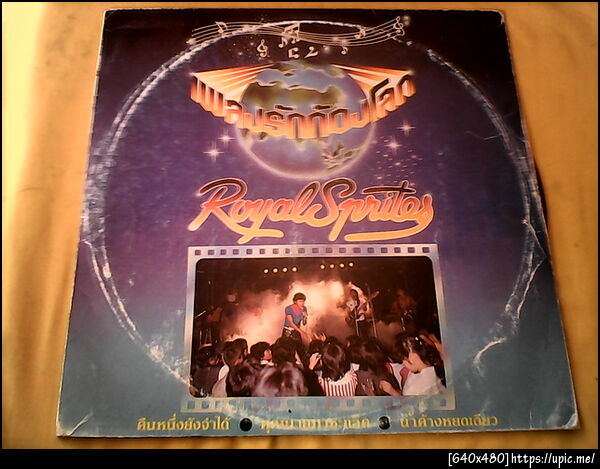 ๒
เพลงรักก้องโลก
Royal Sprites
คืนหนึ่งยังจำได้ ● ● น้ำค้างหยดเดียว
[640x480]https://upic.me/